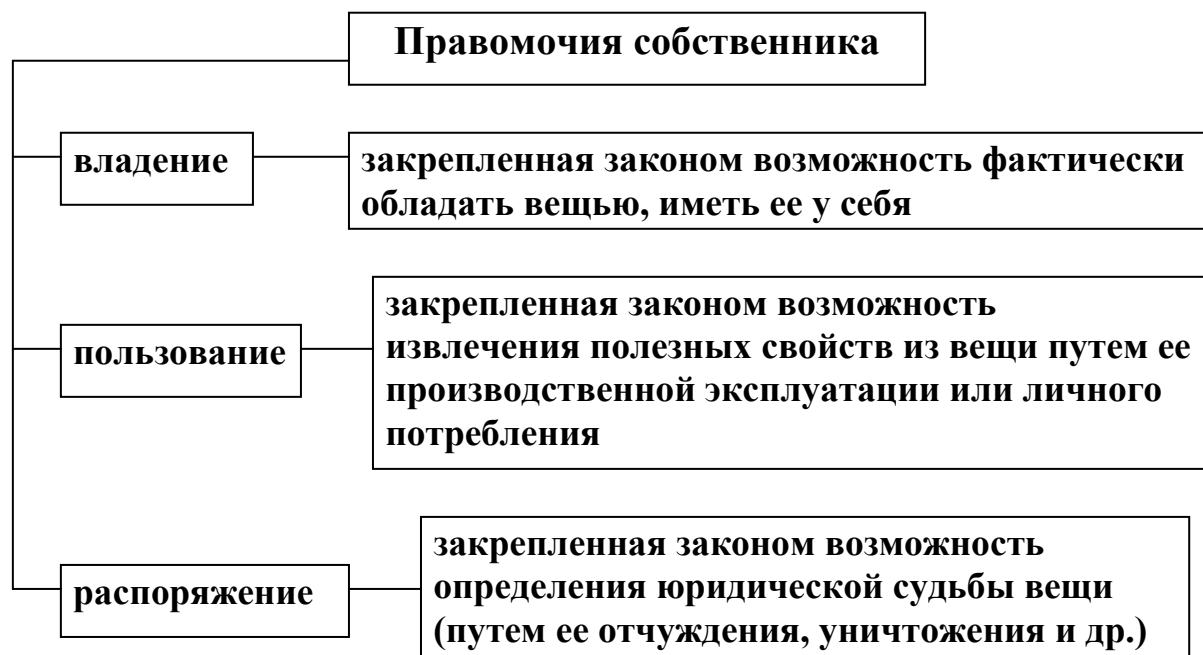 Правомочия собственника
владение
закрепленная законом возможность фактически
обладать вещью, иметь ее у себя
пользование
закрепленная законом возможность
извлечения полезных свойств из вещи путем ее
производственной эксплуатации или личного
потребления
распоряжение
закрепленная законом возможность
определения юридической судьбы вещи
(путем ее отчуждения, уничтожения и др.)